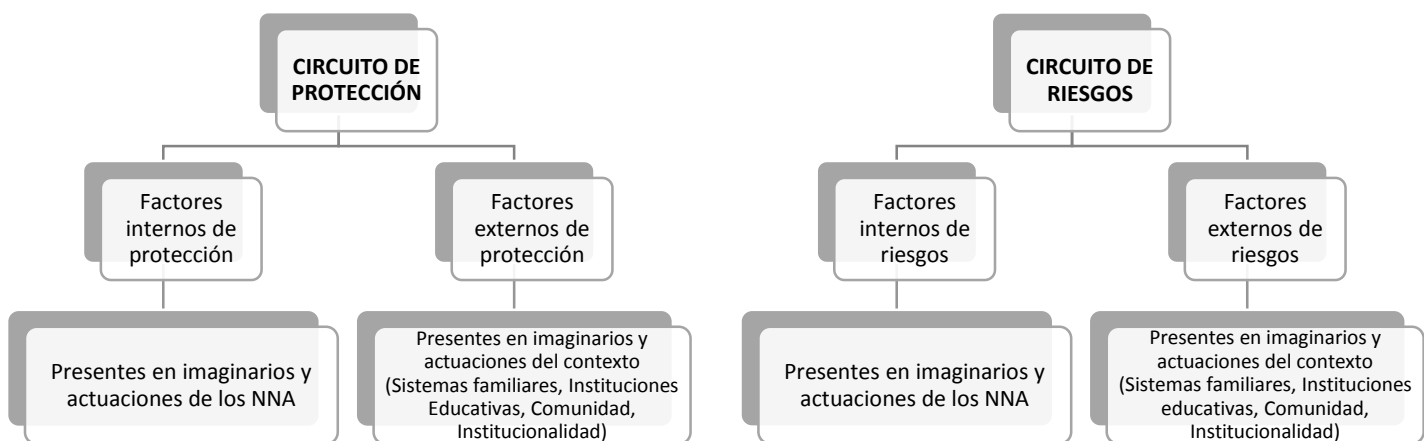 CIRCUITO DE
PROTECCIÓN
Factores
internos de
protección
Factores
externos de
protección
Presentes en imaginarios y
actuaciones de los NNA
Presentes en imaginarios y
actuaciones del contexto
(Sistemas familiares, Instituciones
Educativas, Comunidad,
Institucionalidad)
CIRCUITO DE
RIESGOS
Factores
internos de
riesgos
Factores
externos de
riesgos
Presentes en imaginarios y
actuaciones de los NNA
Presentes en imaginarios y
actuaciones del contexto
(Sistemas familiares, Instituciones
educativas, Comunidad,
Institucionalidad)